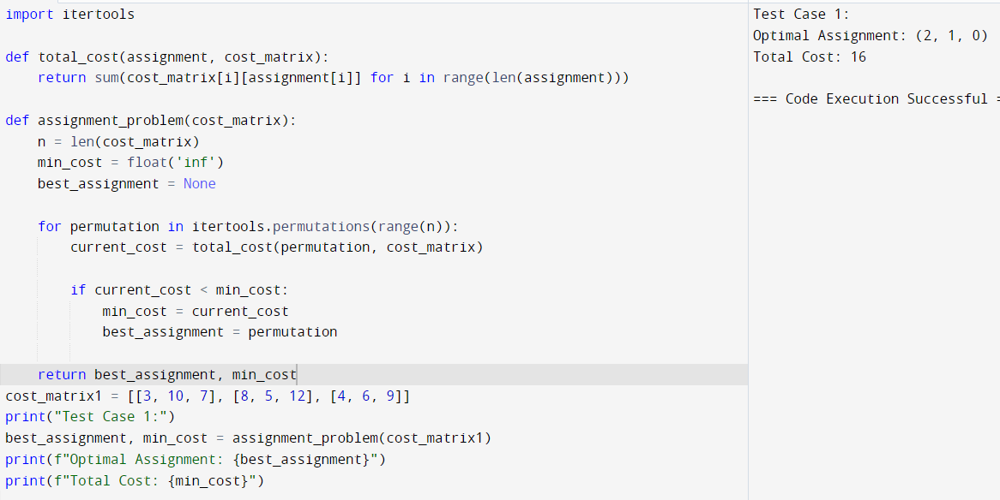 import itertools
def total_cost(assignment, cost_matrix):
    return sum(cost_matrix[i][assignment[i]] for i in range(len(assignment)))
def assignment_problem(cost_matrix):
    n = len(cost_matrix)
    min_cost = float('inf')
    best_assignment = None
    for permutation in itertools.permutations(range(n)):
        current_cost = total_cost(permutation, cost_matrix)
        if current_cost < min_cost:
            min_cost = current_cost
            best_assignment = permutation
    return best_assignment, min_cost
cost_matrix1 = [[3, 10, 7], [8, 5, 12], [4, 6, 9]]
print("Test Case 1:")
best_assignment, min_cost = assignment_problem(cost_matrix1)
print(f"Optimal Assignment: {best_assignment}")
print(f"Total Cost: {min_cost}")
Test Case 1:
Optimal Assignment: (2, 1, 0)
Total Cost: 16
=== Code Execution Successful =